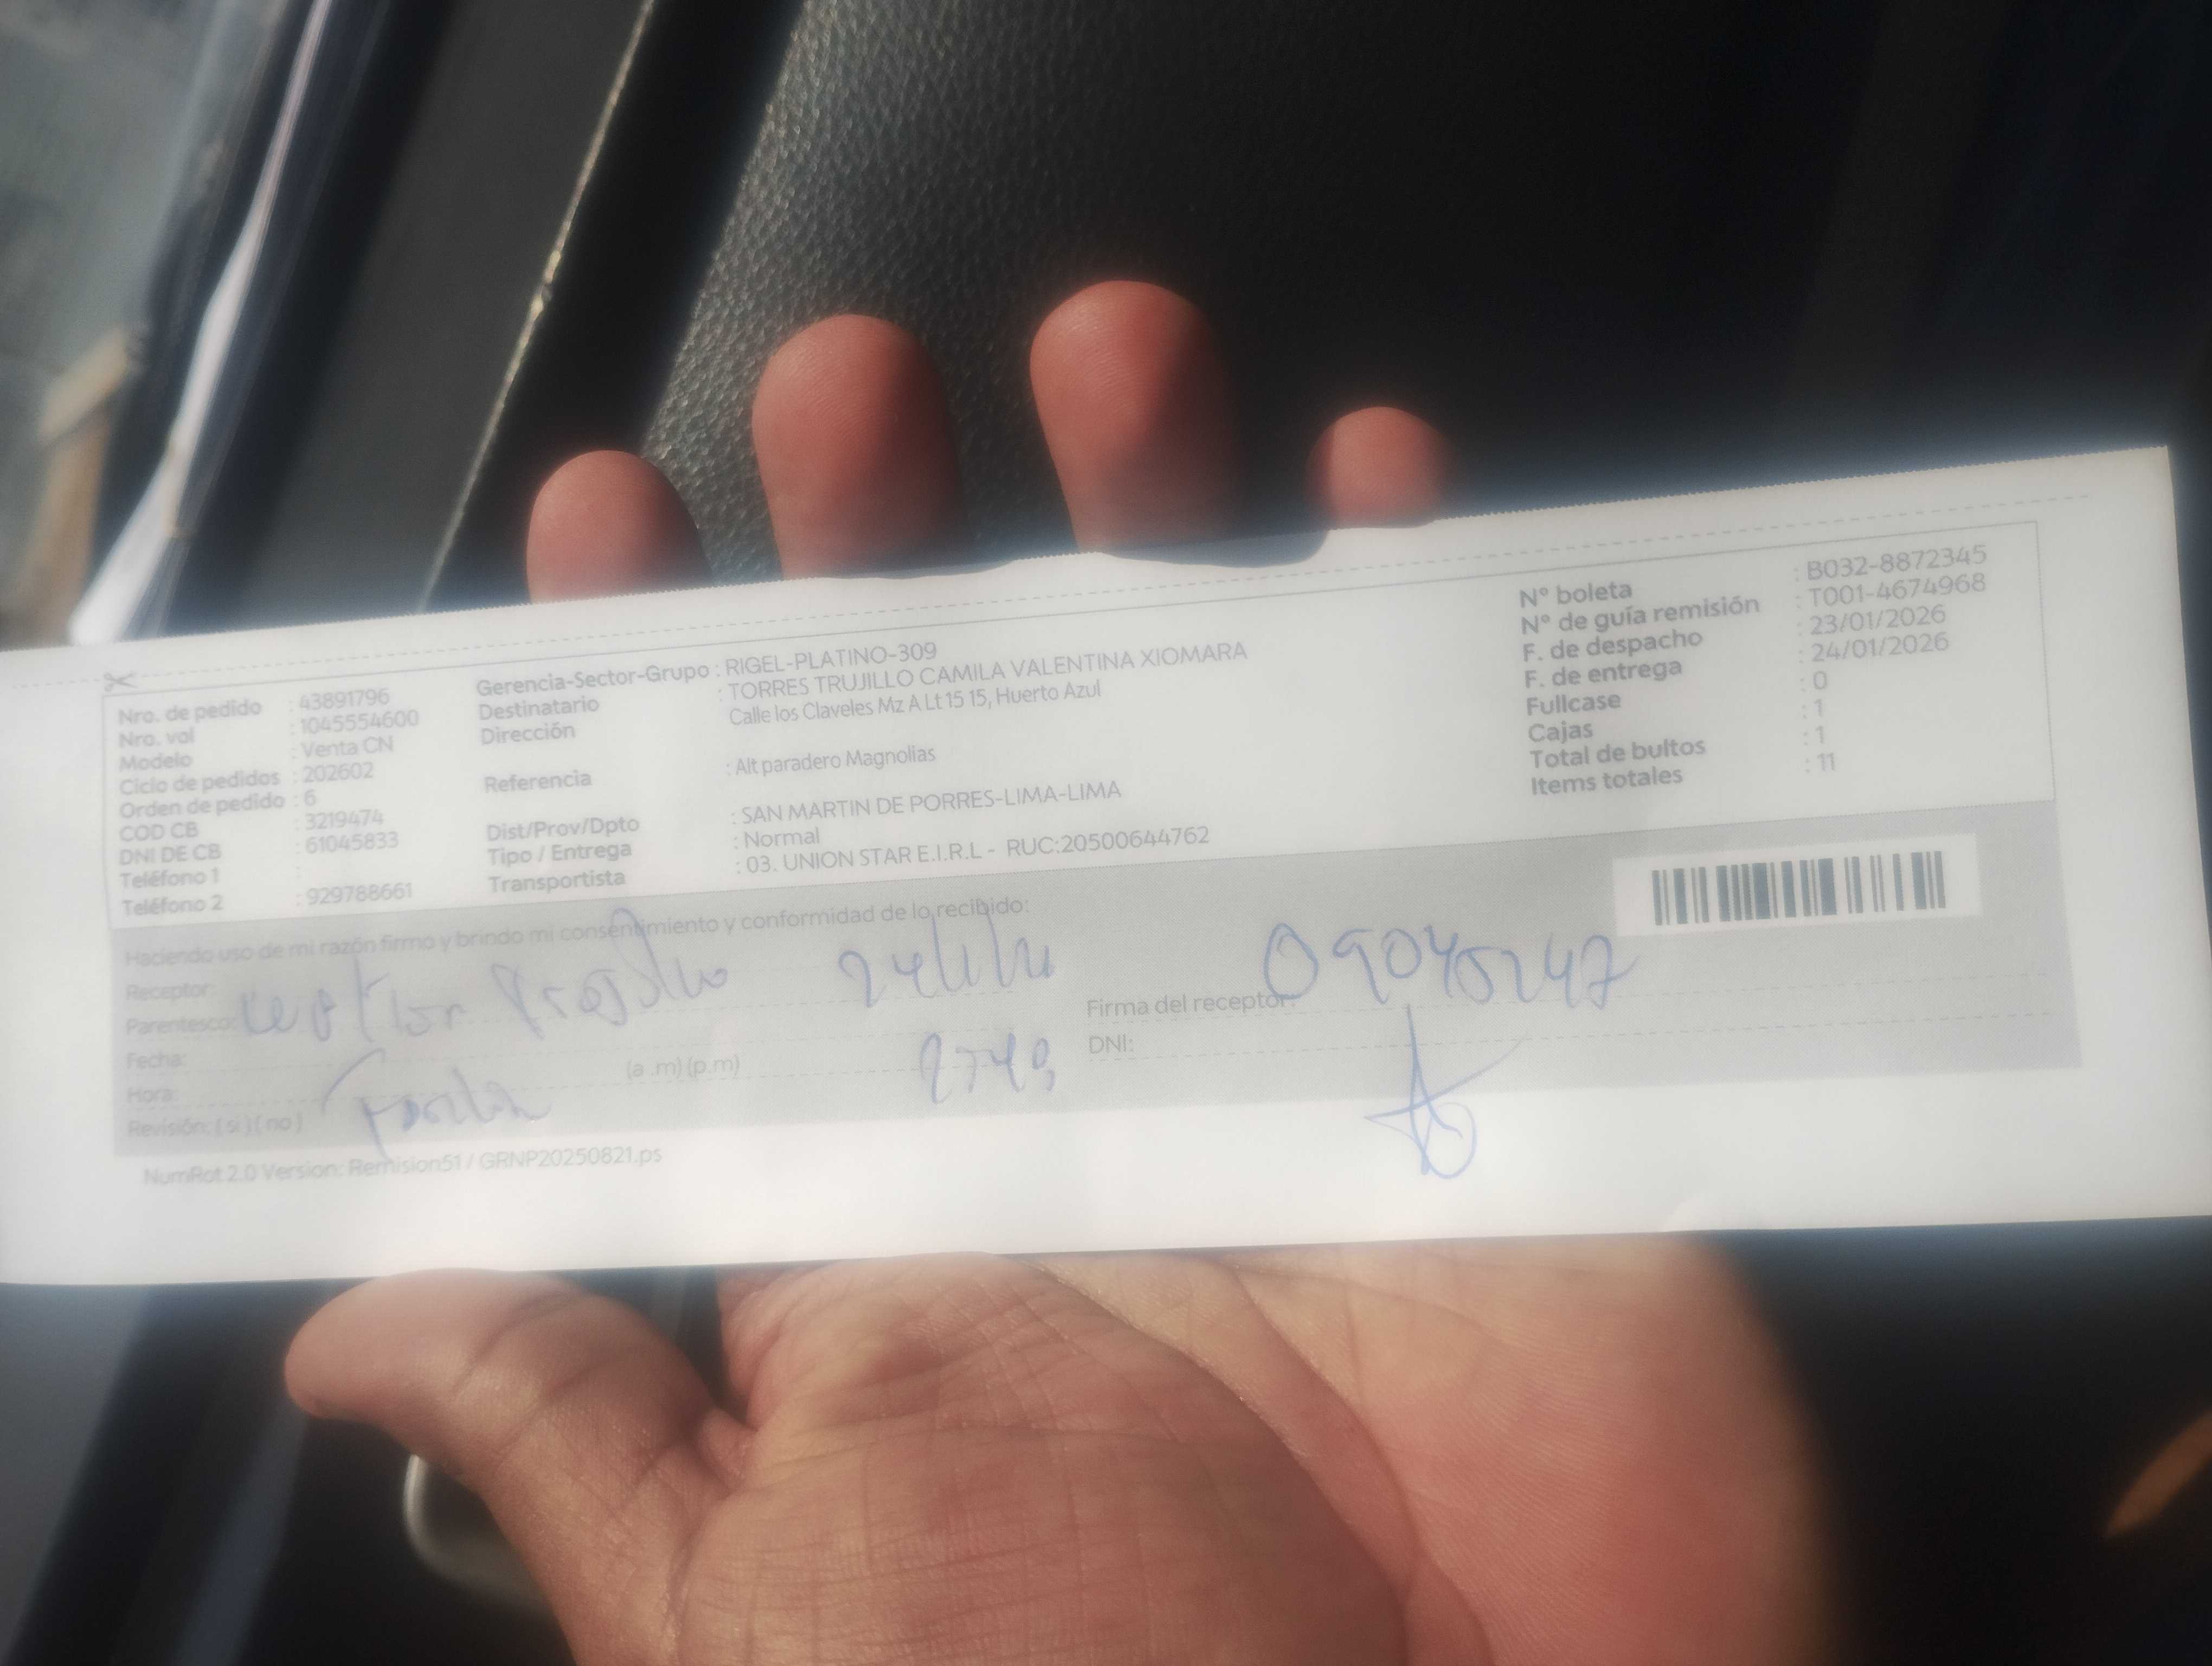 Nro. de pedido : 43891796
Nro. vol : 1045554600
Modelo : Venta CN
Ciclo de pedidos : 202602
Orden de pedido : 6
COD CB : 3219474
DNI DE CB : 61045833
Teléfono 1 :
Teléfono 2 : 929788661
Gerencia-Sector-Grupo : RIGEL-PLATINO-309
Destinatario : TORRES TRUJILLO CAMILA VALENTINA XIOMARA
Dirección Calle los Claveles Mz A Lt 15 15, Huerto Azul
Referencia : Alt paradero Magnolias
Dist/Prov/Dpto : SAN MARTIN DE PORRES-LIMA-LIMA
Tipo / Entrega : Normal
Transportista : 03. UNION STAR E.I.R.L - RUC:20500644762
Nº boleta : B032-8872345
Nº de guía remisión : T001-4674968
F. de despacho : 23/01/2026
F. de entrega : 24/01/2026
Fullcase : 0
Cajas : 1
Total de bultos : 1
Items totales : 11
Haciendo uso de mi razón firmo y brindo mi consentimiento y conformidad de lo recibido:
Receptor:
Parentesco:
Fecha:
Hora: (a .m) (p.m)
Revisión: ( si ) ( no )
Firma del receptor: 09045247
DNI:
NumRot 2.0 Version: Remision51 / GRNP20250821.ps